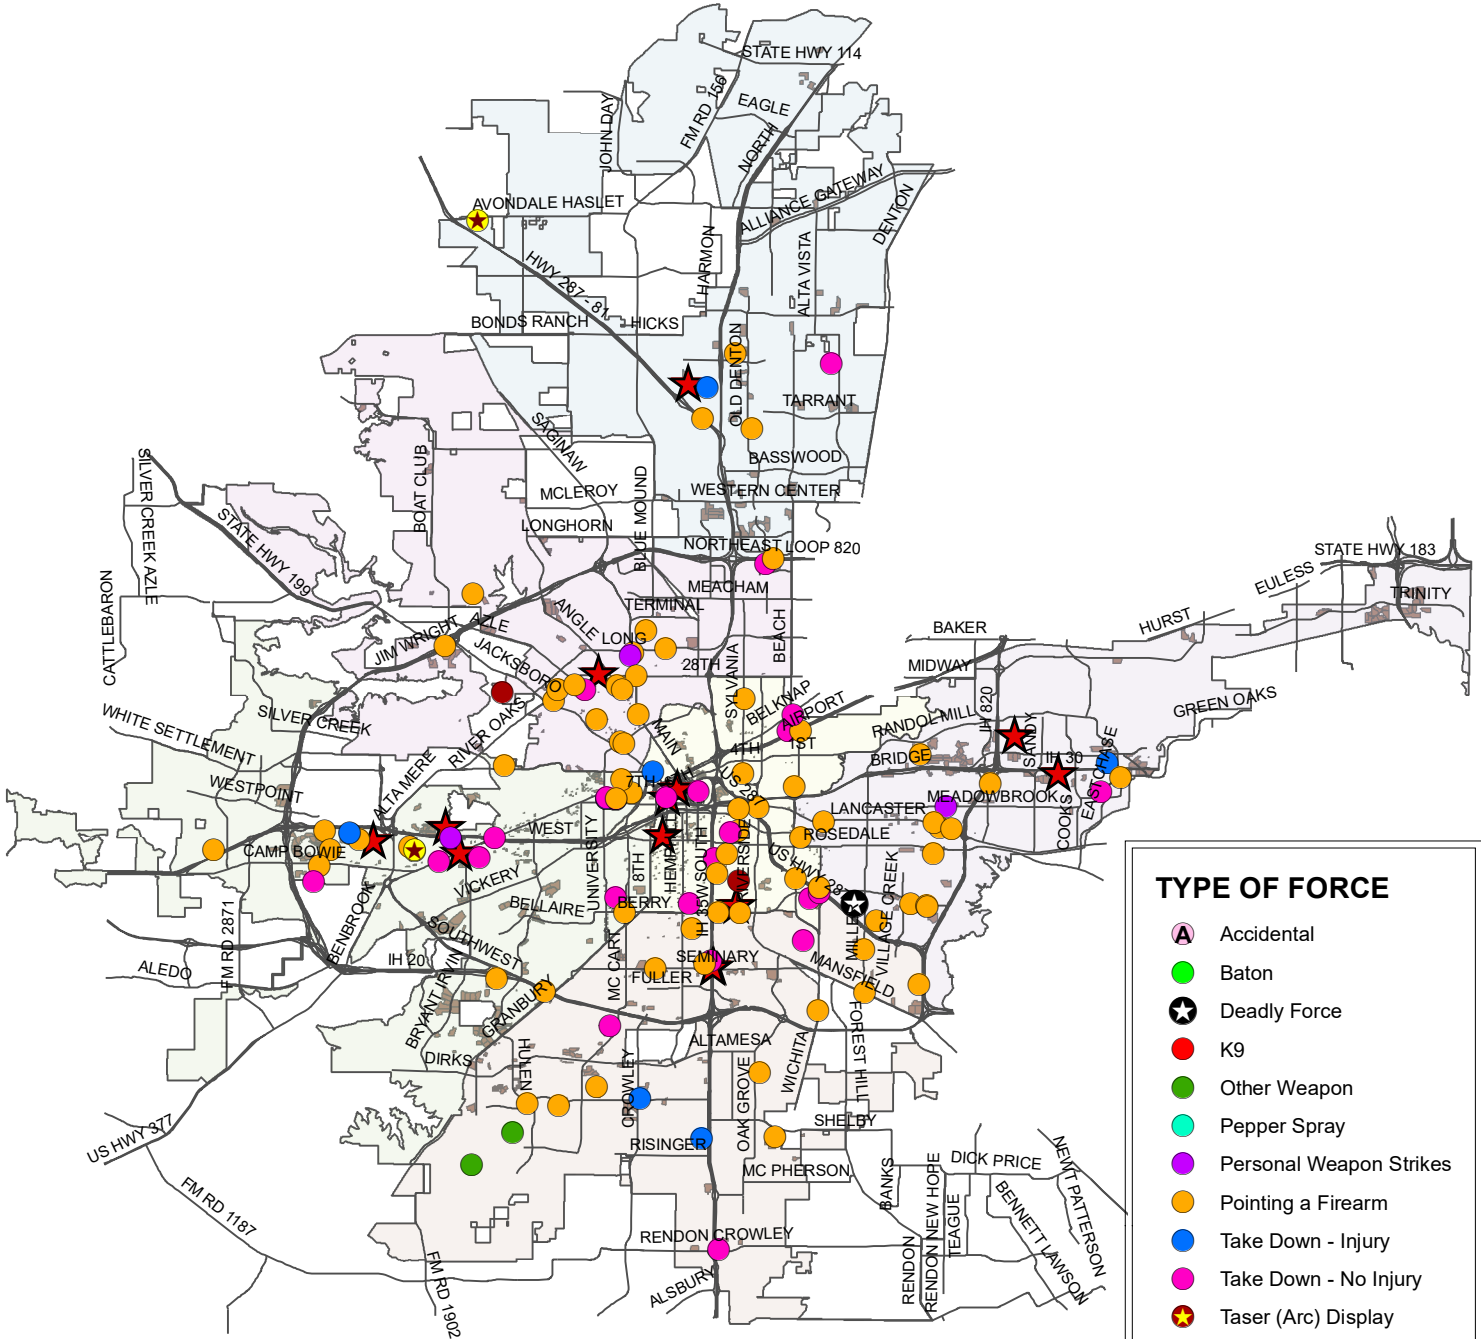 STATE HWY 114
EAGLE
FM RD 156
JOHN DAY
NORTH
AVONDALE HASLET
ALLIANCE GATEWAY
DENTON
HARMON
ALTA VISTA
HWY 287 - 81
BONDS RANCH
HICKS
OLD DENTON
TARRANT
SAGINAW
BOAT CLUB
BASSWOOD
MCLEROY
BLUE MOUND
WESTERN CENTER
SILVER CREEK AZLE
STATE HWY 199
LONGHORN
NORTHEAST LOOP 820
STATE HWY 183
MEACHAM
EULESS
TRINITY
CATTLEBARON
ANGLE
TERMINAL
AZLE
JIM WRIGHT
LONG
BEACH
BAKER
HURST
JACKSBORO
28TH
SYLVANIA
MIDWAY
WHITE SETTLEMENT
SILVER CREEK
RIVER OAKS
MAIN
BELKNAP
AIRPORT
RANDOL MILL
IH 820
SANDY
GREEN OAKS
4TH
1ST
BRIDGE
IH 30
EASTCHASE
WESTPOINT
ALTAMERE
7TH
US 287
MEADOWBROOK
LANCASTER
COOKS
WEST
UNIVERSITY
ROSEDALE
CAMP BOWIE
8TH
HEMPHILL
IH 35W SOUTH
RIVERSIDE
US HWY 287
VICKERY
BELLAIRE
BERRY
VILLAGE CREEK
FM RD 2871
BENBROOK
SOUTHWEST
MILLER
ALEDO
IH 20
BRYANT IRVIN
MC CART
SEMINARY
FULLER
MANSFIELD
GRANBURY
DIRKS
HULEN
ALTAMESA
WICHITA
FOREST HILL
CROWLEY
OAK GROVE
US HWY 377
SHELBY
RISINGER
MC PHERSON
BANKS
DICK PRICE
NEWT PATTERSON
FM RD 1187
RENDON NEW HOPE
TEAGUE
BENNETT LAWSON
RENDON CROWLEY
RENDON
FM RD 1902
ALSBURY
TYPE OF FORCE
A Accidental
Baton
Deadly Force
K9
Other Weapon
Pepper Spray
Personal Weapon Strikes
Pointing a Firearm
Take Down - Injury
Take Down - No Injury
Taser (Arc) Display